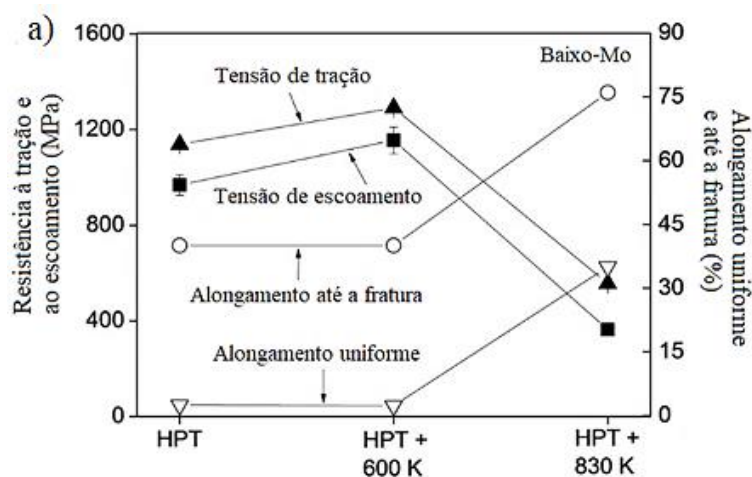 a)
1600
1200
800
400
0
Resistência à tração e
ao escoamento (MPa)
Tensão de tração
Tensão de escoamento
Alongamento até a fratura
Alongamento uniforme
Baixo-Mo
90
75
60
45
30
15
0
Alongamento uniforme
e até a fratura (%)
HPT
HPT +
600 K
HPT +
830 K